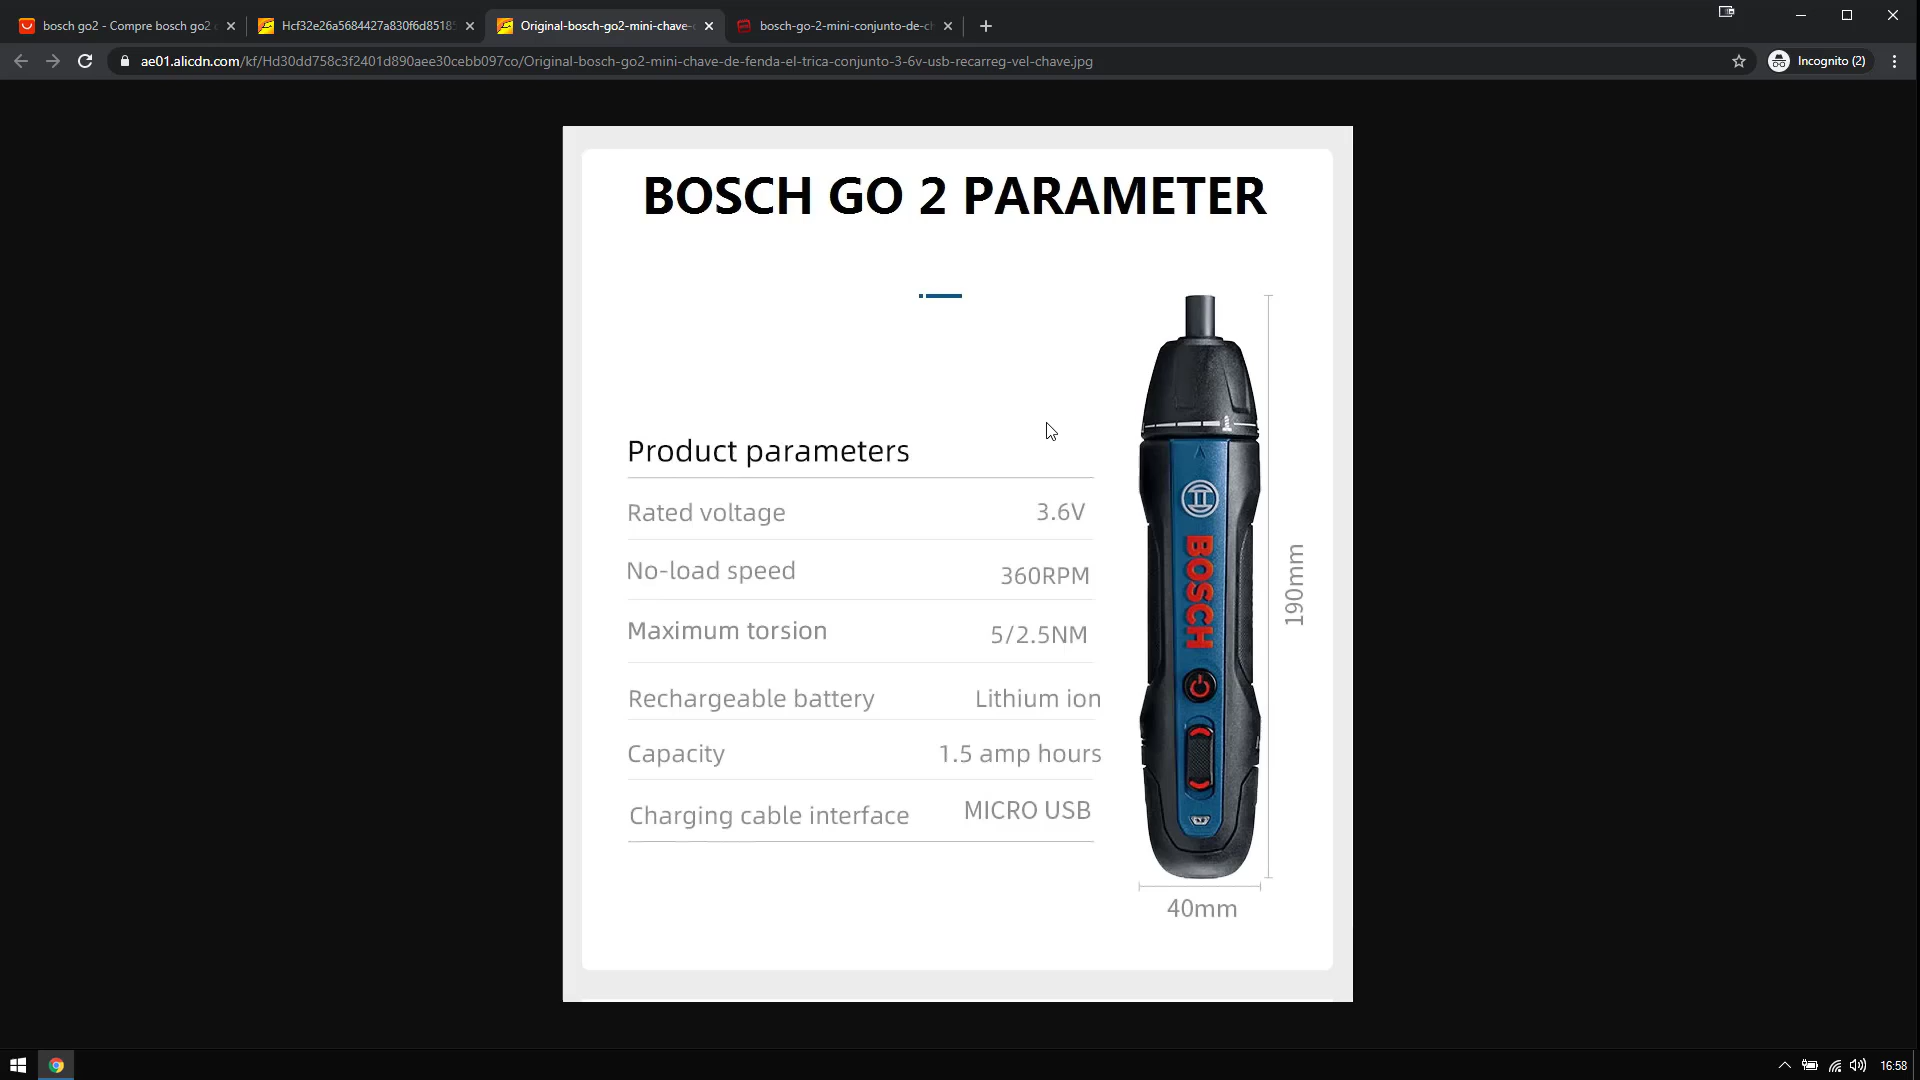 bosch go2 - Compre bosch go2
Hcf32e26a5684427a830f6d8518
Original-bosch-go2-mini-chave-
bosch-go-2-mini-conjunto-de-ch
ae01.alicdn.com/kf/Hd30dd758c3f2401d890aee30cebb097co/Original-bosch-go2-mini-chave-de-fenda-el-trica-conjunto-3-6v-usb-recarreg-vel-chave.jpg
Incognito (2)
BOSCH GO 2 PARAMETER
Product parameters
Rated voltage 3.6V
No-load speed 360RPM
Maximum torsion 5/2.5NM
Rechargeable battery Lithium ion
Capacity 1.5 amp hours
Charging cable interface MICRO USB
BOSCH
190mm
40mm
16:58